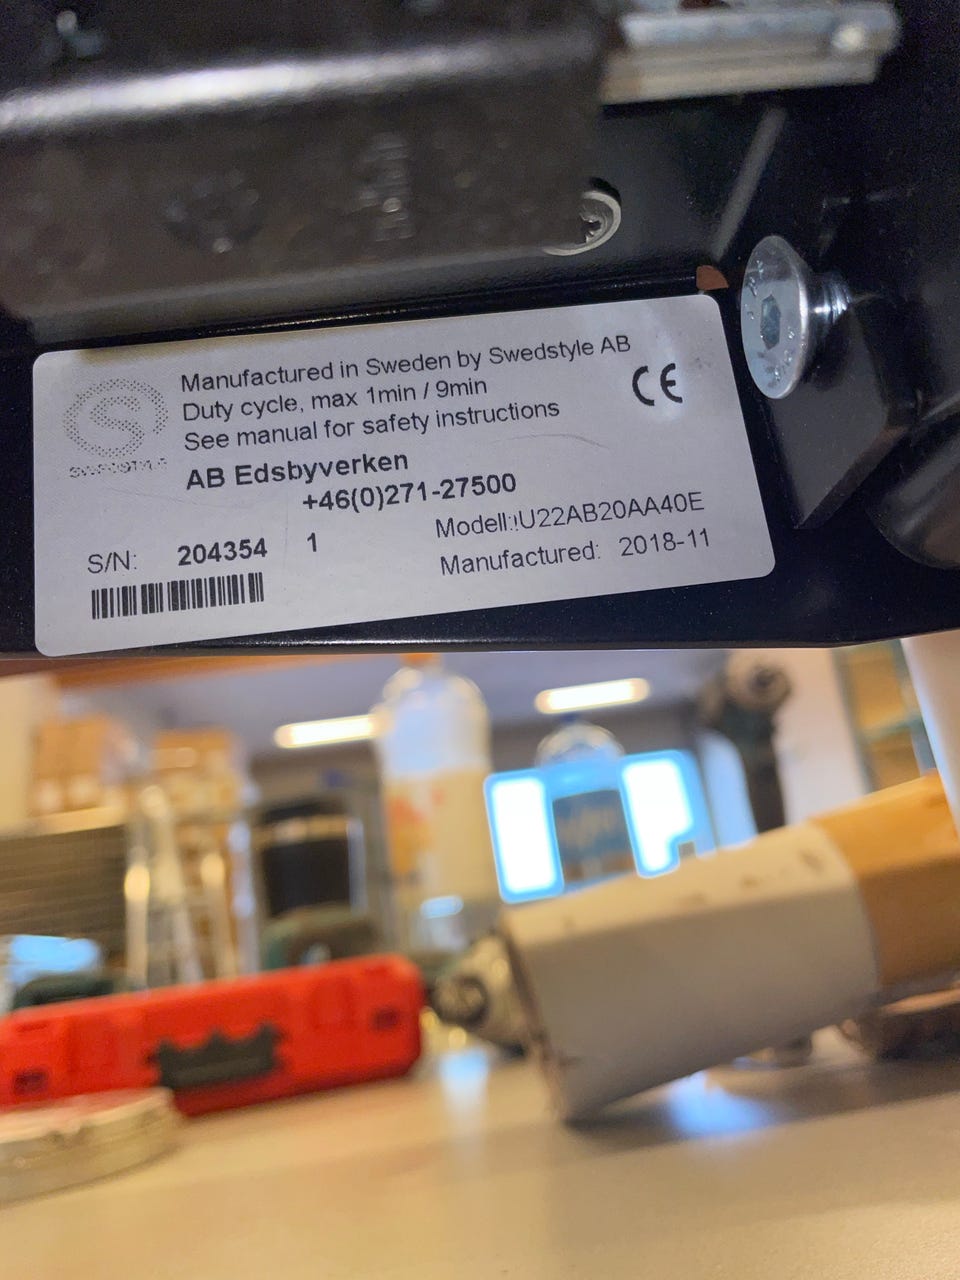 Manufactured in Sweden by Swedstyle AB
Duty cycle, max 1min / 9min
See manual for safety instructions
CE
AB Edsbyverken
+46(0)271-27500
S/N: 204354 1
Modell:!U22AB20AA40E
Manufactured: 2018-11